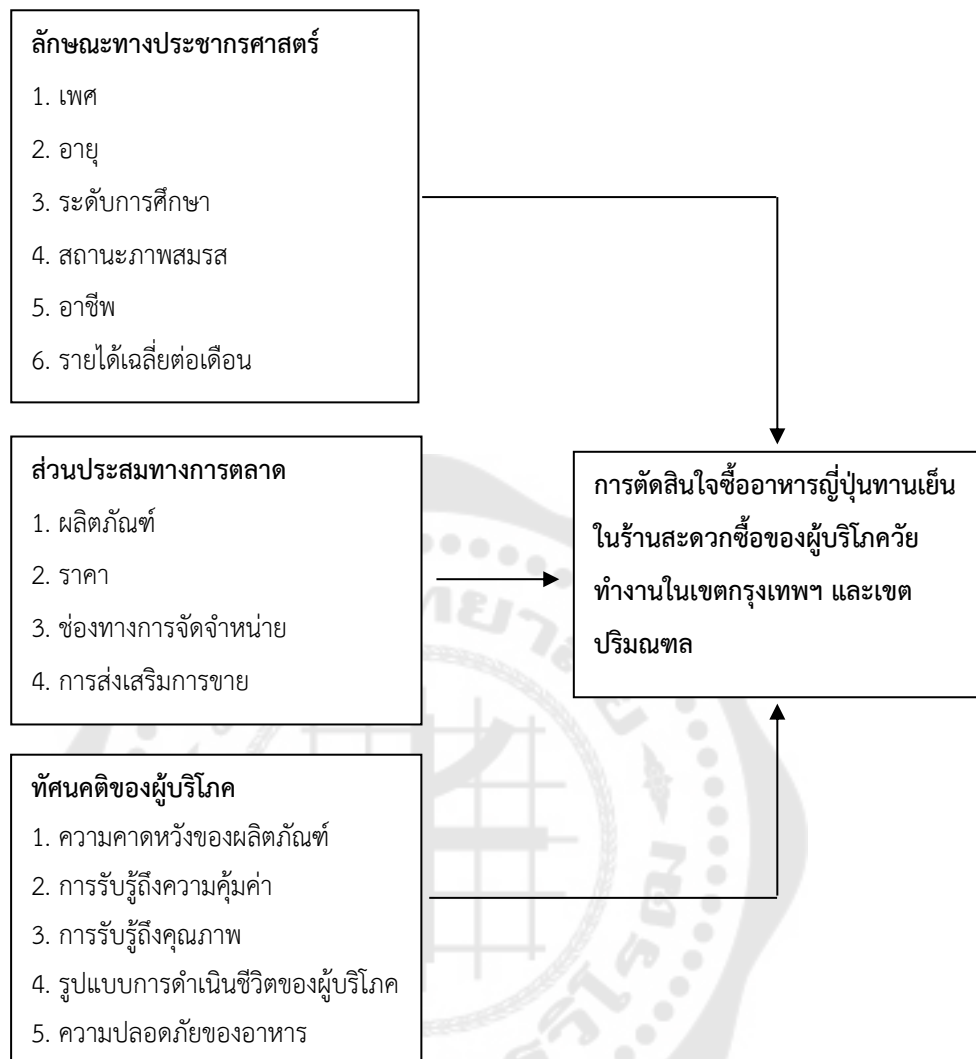 ลักษณะทางประชากรศาสตร์
1. เพศ
2. อายุ
3. ระดับการศึกษา
4. สถานะภาพสมรส
5. อาชีพ
6. รายได้เฉลี่ยต่อเดือน
ส่วนประสมทางการตลาด
1. ผลิตภัณฑ์
2. ราคา
3. ช่องทางการจัดจำหน่าย
4. การส่งเสริมการขาย
การตัดสินใจซื้ออาหารญี่ปุ่นทานเย็น
ในร้านสะดวกซื้อของผู้บริโภควัย
ทำงานในเขตกรุงเทพฯ และเขต
ปริมณฑล
ทัศนคติของผู้บริโภค
1. ความคาดหวังของผลิตภัณฑ์
2. การรับรู้ถึงความคุ้มค่า
3. การรับรู้ถึงคุณภาพ
4. รูปแบบการดำเนินชีวิตของผู้บริโภค
5. ความปลอดภัยของอาหาร